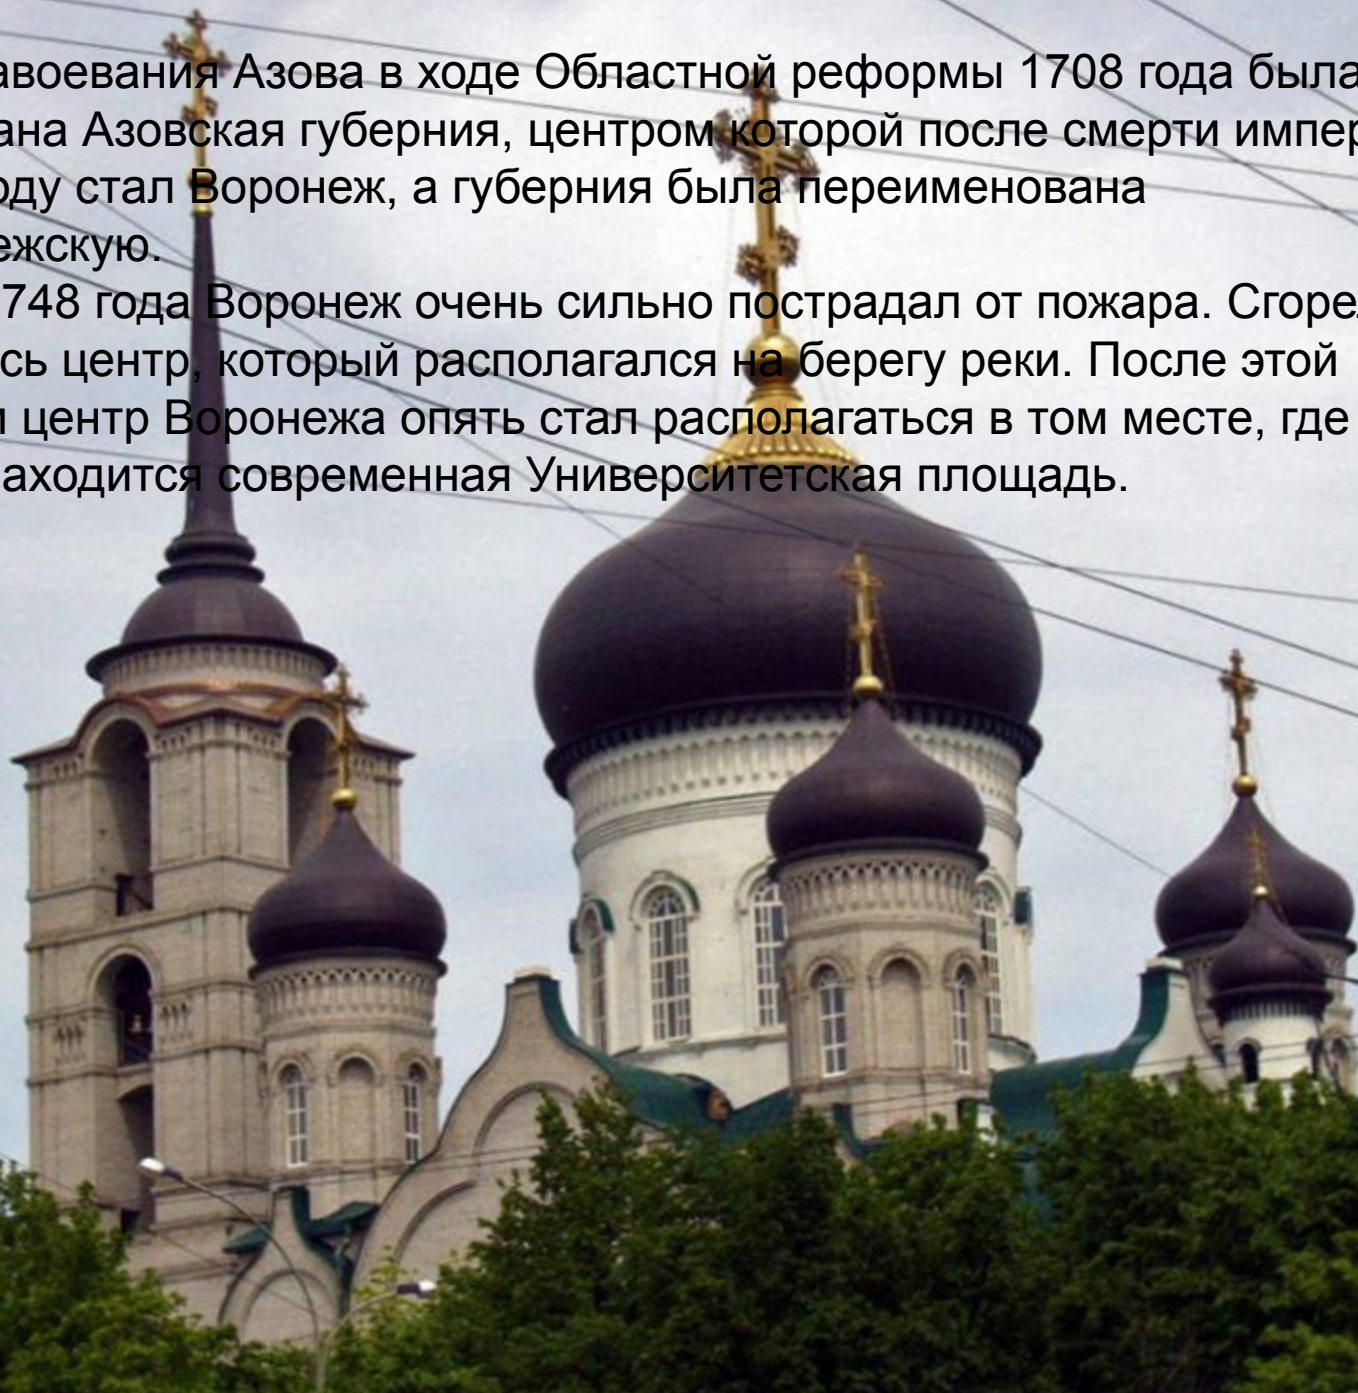 авоевания Азова в ходе Областной реформы 1708 года была
ана Азовская губерния, центром которой после смерти импер
оду стал Воронеж, а губерния была переименована
ежскую.
748 года Воронеж очень сильно пострадал от пожара. Сгорел
сь центр, который располагался на берегу реки. После этой
и центр Воронежа опять стал располагаться в том месте, где
аходится современная Университетская площадь.